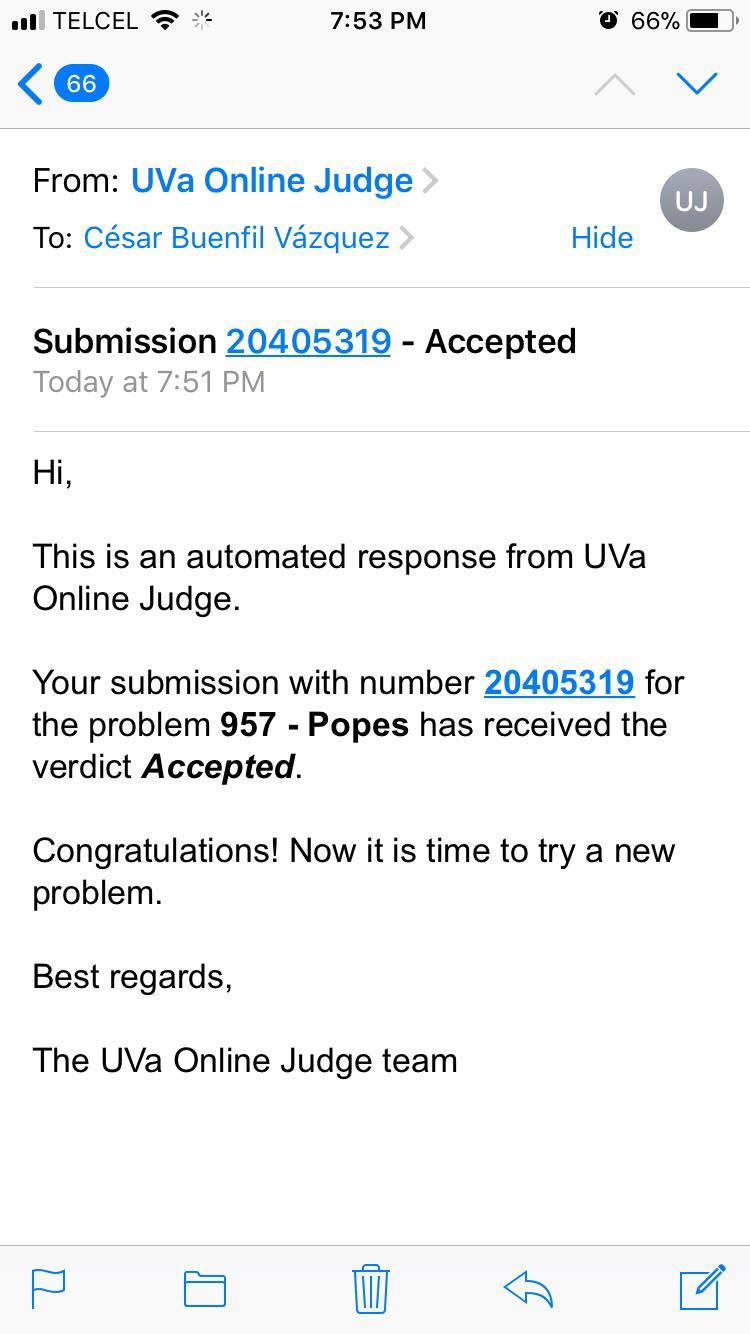 TELCEL 7:53 PM 66%
66
From: UVa Online Judge
UJ
To: César Buenfil Vázquez Hide
Submission 20405319 - Accepted
Today at 7:51 PM
Hi,
This is an automated response from UVa
Online Judge.
Your submission with number 20405319 for
the problem 957 - Popes has received the
verdict Accepted.
Congratulations! Now it is time to try a new
problem.
Best regards,
The UVa Online Judge team